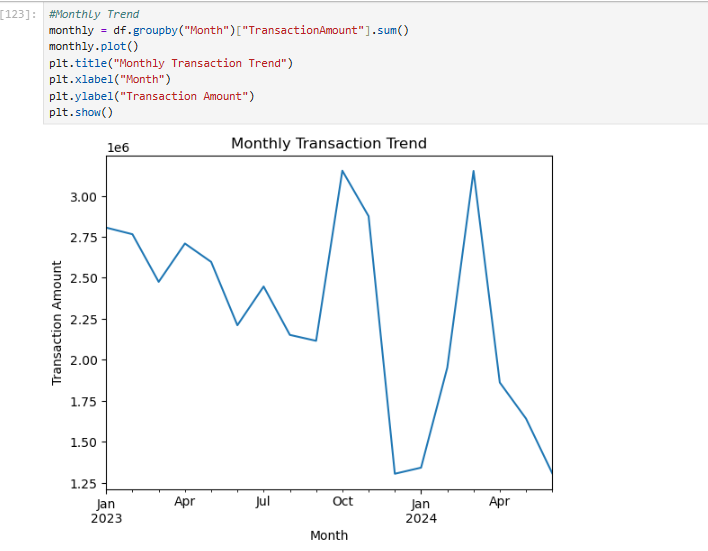 [123]:
#Monthly Trend
monthly = df.groupby("Month")["TransactionAmount"].sum()
monthly.plot()
plt.title("Monthly Transaction Trend")
plt.xlabel("Month")
plt.ylabel("Transaction Amount")
plt.show()
Monthly Transaction Trend
1e6
3.00
2.75
2.50
2.25
2.00
1.75
1.50
1.25
Transaction Amount
Jan Apr Jul Oct Jan Apr
2023 2024
Month